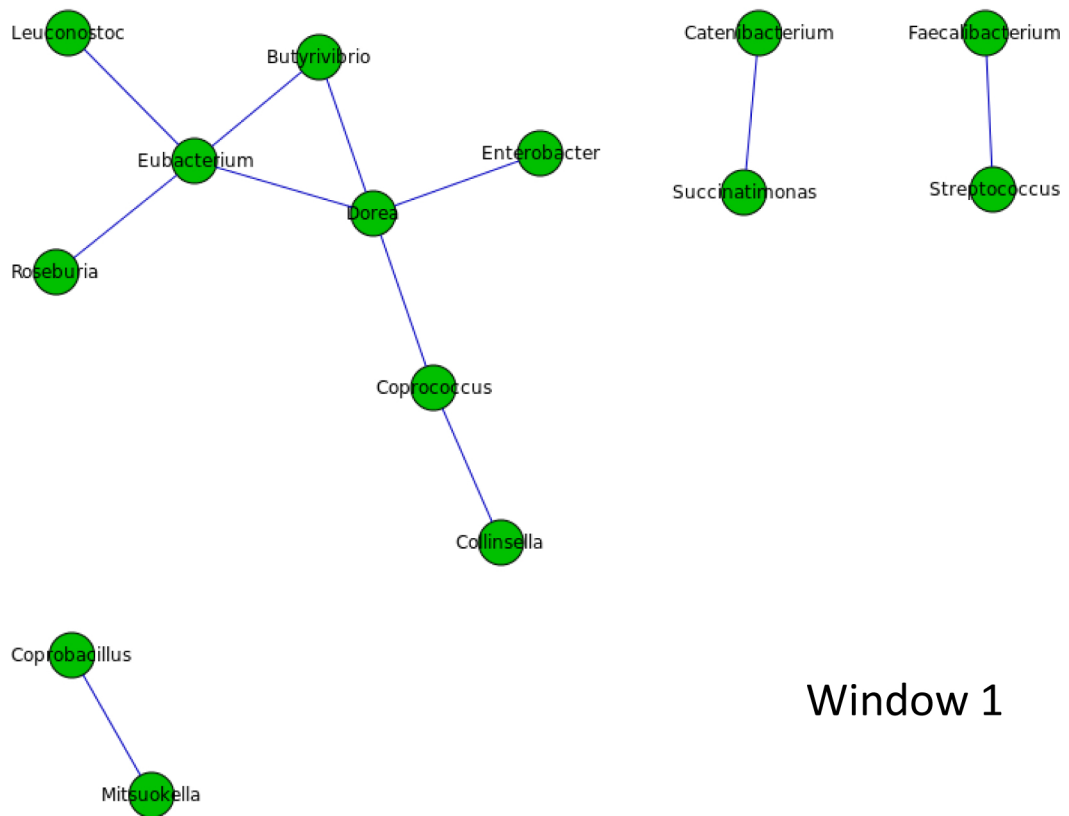 Leuconostoc
Butyrivibrio
Catenibacterium
Faecalibacterium
Eubacterium
Enterobacter
Succinatimonas
Streptococcus
Dorea
Roseburia
Coprococcus
Collinsella
Coprobacillus
Window 1
Mitsuokella